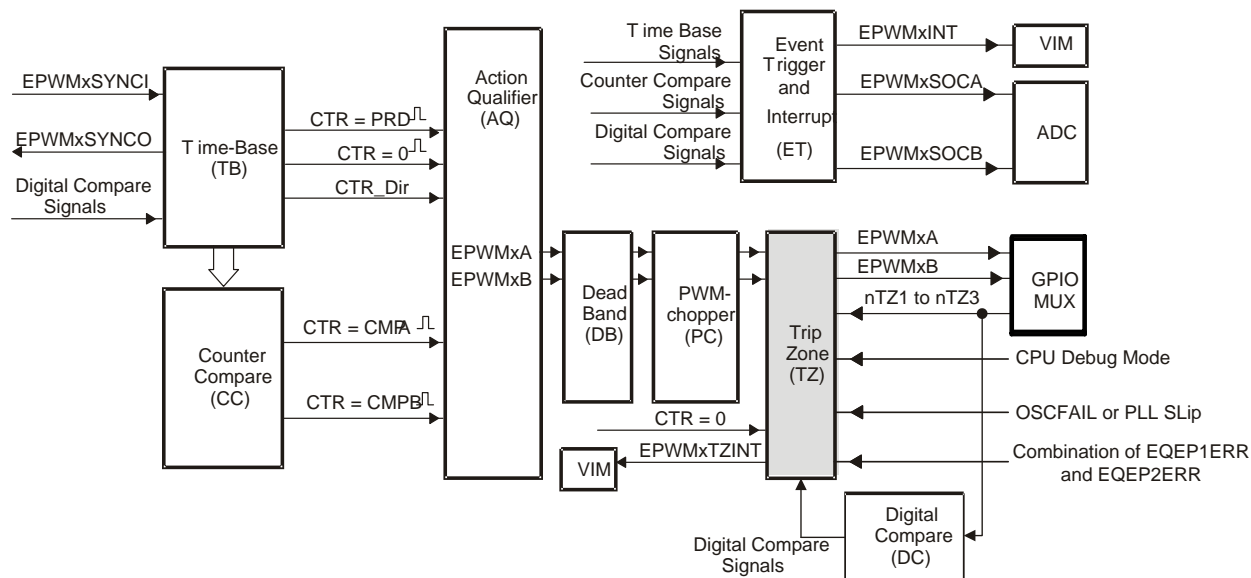 EPWMxSYNCI
EPWMxSYNCO
Digital Compare
Signals
Time-Base
(TB)
CTR = PRD
CTR = 0
CTR_Dir
Counter
Compare
(CC)
CTR = CMPA
CTR = CMPB
Action
Qualifier
(AQ)
EPWMxA
EPWMxB
Time Base
Signals
Counter Compare
Signals
Digital Compare
Signals
Event
Trigger
and
Interrupt
(ET)
EPWMxINT
EPWMxSOCA
EPWMxSOCB
VIM
ADC
Dead
Band
(DB)
PWM-
chopper
(PC)
Trip
Zone
(TZ)
EPWMxA
EPWMxB
nTZ1 to nTZ3
GPIO
MUX
CPU Debug Mode
OSCFAIL or PLL SLip
Combination of EQEP1ERR
and EQEP2ERR
CTR = 0
EPWMxTZINT
VIM
Digital Compare
Signals
Digital
Compare
(DC)